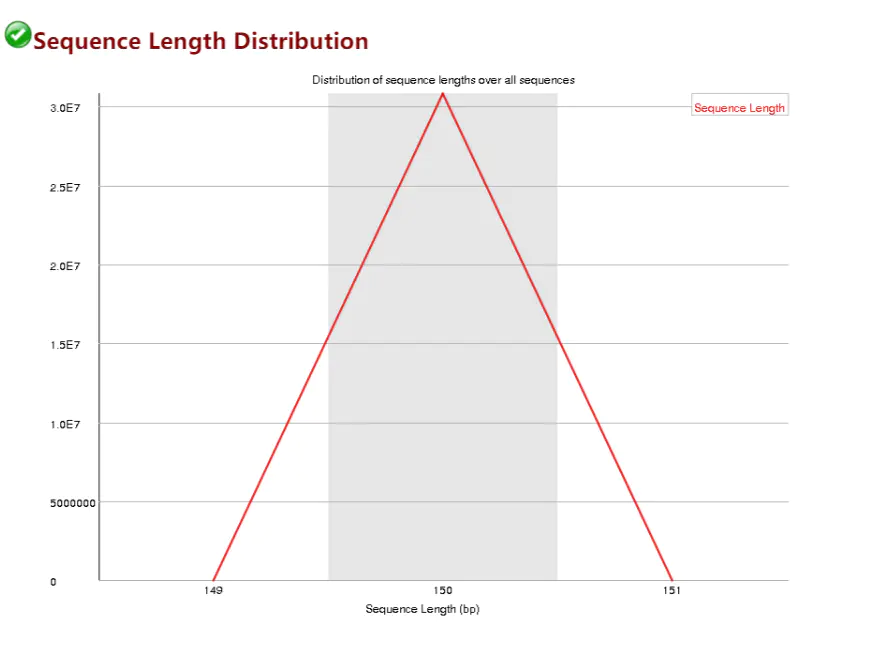 Sequence Length Distribution
Distribution of sequence lengths over all sequences
Sequence Length
3.0E7
2.5E7
2.0E7
1.5E7
1.0E7
5000000
0
149 150 151
Sequence Length (bp)